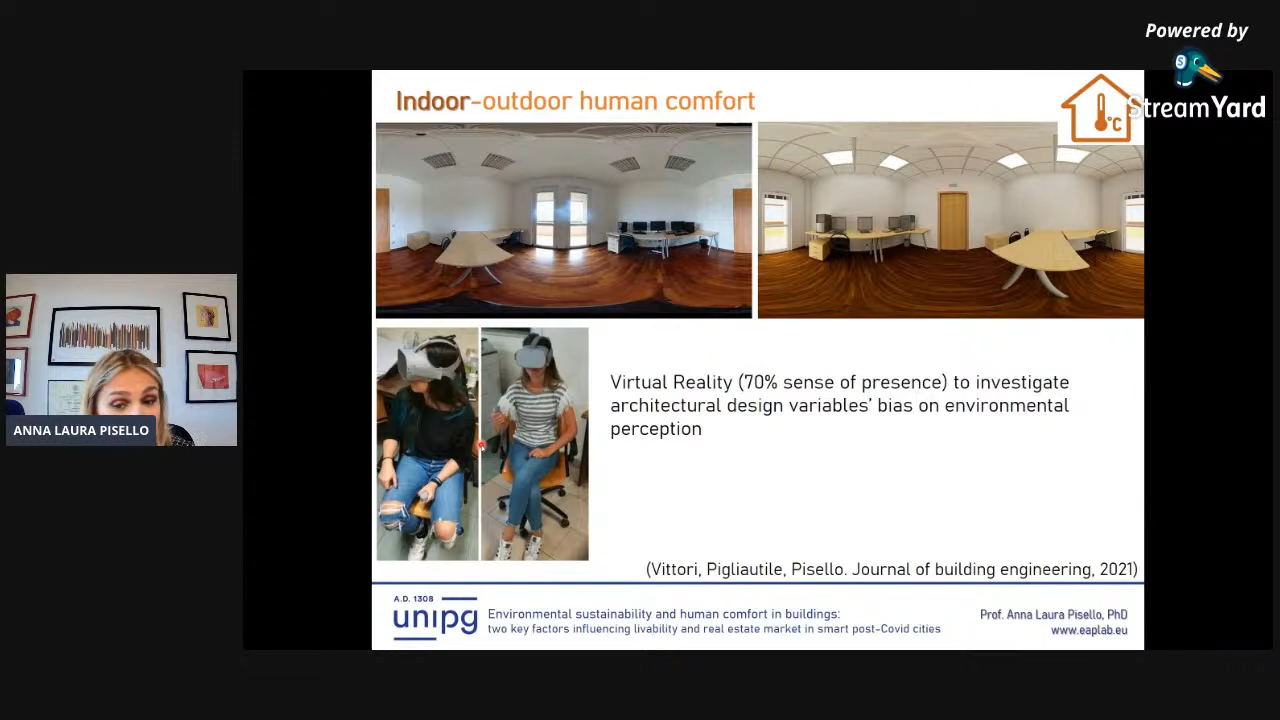 Powered by
StreamYard
Indoor-outdoor human comfort
°C
ANNA LAURA PISELLO
Virtual Reality (70% sense of presence) to investigate
architectural design variables’ bias on environmental
perception
(Vittori, Pigliautile, Pisello. Journal of building engineering, 2021)
A.D. 1308
unipg
Environmental sustainability and human comfort in buildings:
two key factors influencing livability and real estate market in smart post-Covid cities
Prof. Anna Laura Pisello, PhD
www.eaplab.eu